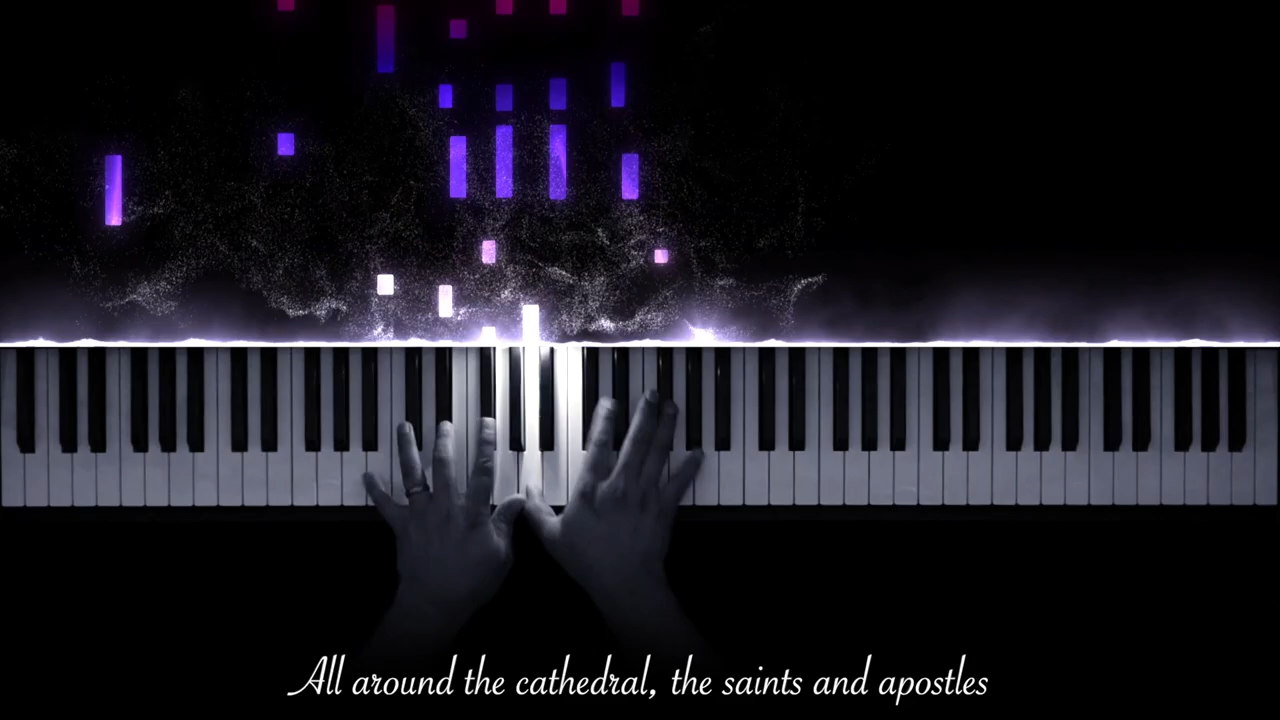 All around the cathedral, the saints and apostles